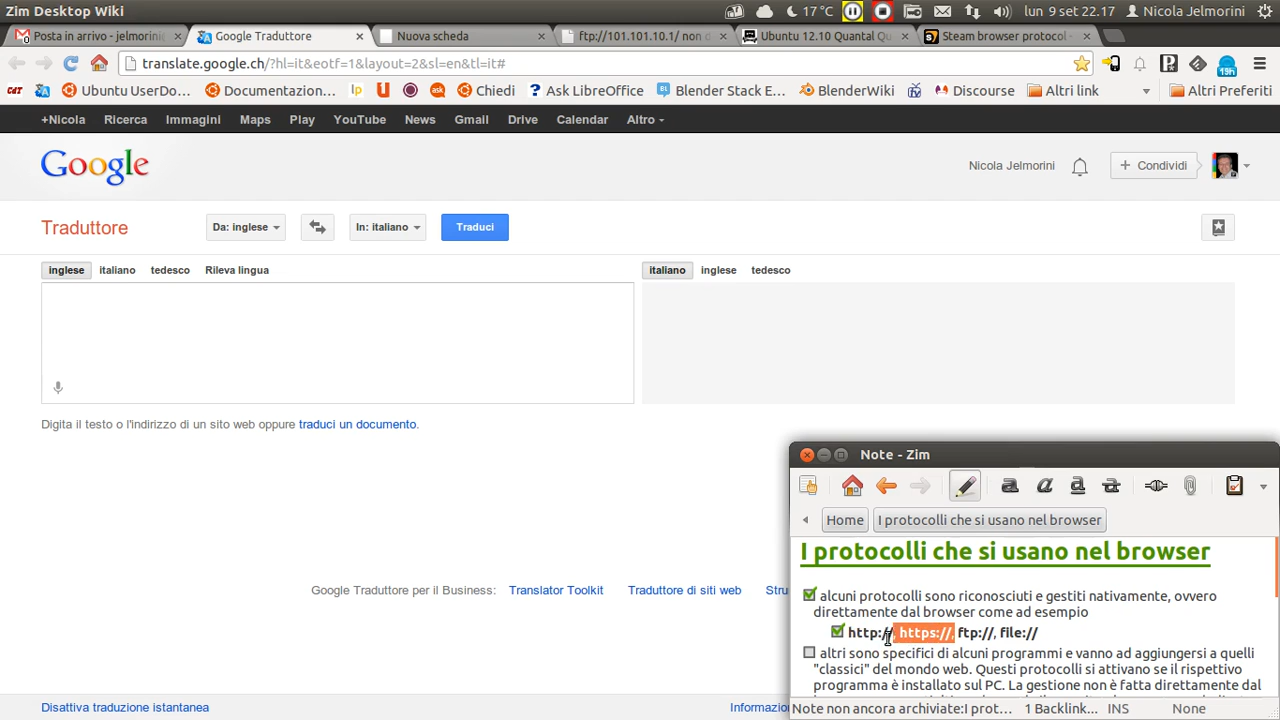 Zim Desktop Wiki
17 °C
lun 9 set 22.17
Nicola Jelmorini
Posta in arrivo - jelmorini
Google Traduttore
Nuova scheda
ftp://101.101.10.1/ non d
Ubuntu 12.10 Quantal Qu
Steam browser protocol -
translate.google.ch/?hl=it&eotf=1&layout=2&sl=en&tl=it#
19h
CdT
Ubuntu UserDo...
Documentazion...
lp
U
ask
Chiedi
? Ask LibreOffice
Blender Stack E...
BlenderWiki
Discourse
Altri link
Altri Preferiti
+Nicola
Ricerca
Immagini
Maps
Play
YouTube
News
Gmail
Drive
Calendar
Altro
Google
Nicola Jelmorini
+ Condividi
Traduttore
Da: inglese
In: italiano
Traduci
inglese
italiano
tedesco
Rileva lingua
italiano
inglese
tedesco
Digita il testo o l'indirizzo di un sito web oppure traduci un documento.
Google Traduttore per il Business:
Translator Toolkit
Traduttore di siti web
Stru
Disattiva traduzione istantanea
Informazio
Note - Zim
Home
I protocolli che si usano nel browser
I protocolli che si usano nel browser
alcuni protocolli sono riconosciuti e gestiti nativamente, ovvero
direttamente dal browser come ad esempio
http://, https://, ftp://, file://
altri sono specifici di alcuni programmi e vanno ad aggiungersi a quelli
"classici" del mondo web. Questi protocolli si attivano se il rispettivo
programma è installato sul PC. La gestione non è fatta direttamente dal
Note non ancora archiviate:I prot...
1 Backlink...
INS
None